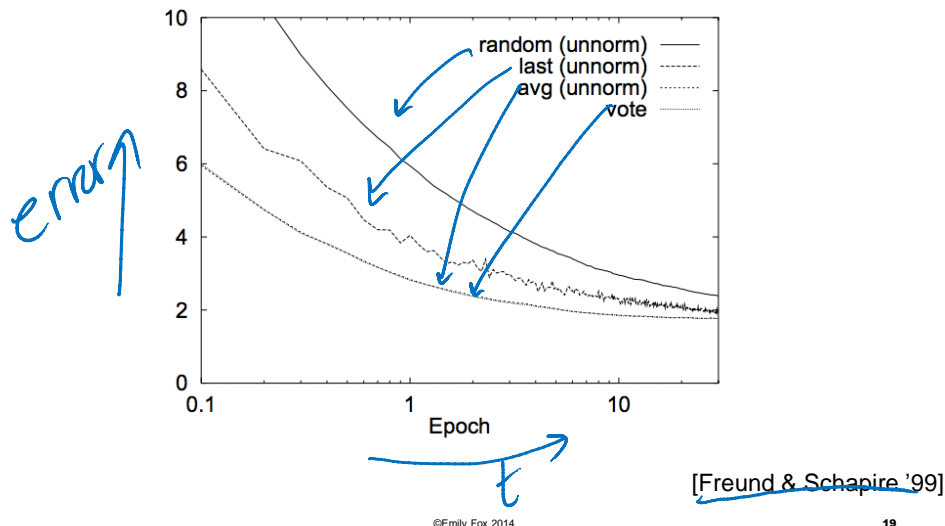 10
random (unnorm)
last (unnorm)
avg (unnorm)
vote
8
6
4
2
0
error
0.1 1 10
Epoch
t
[Freund & Schapire '99]
©Emily Fox 2014
19